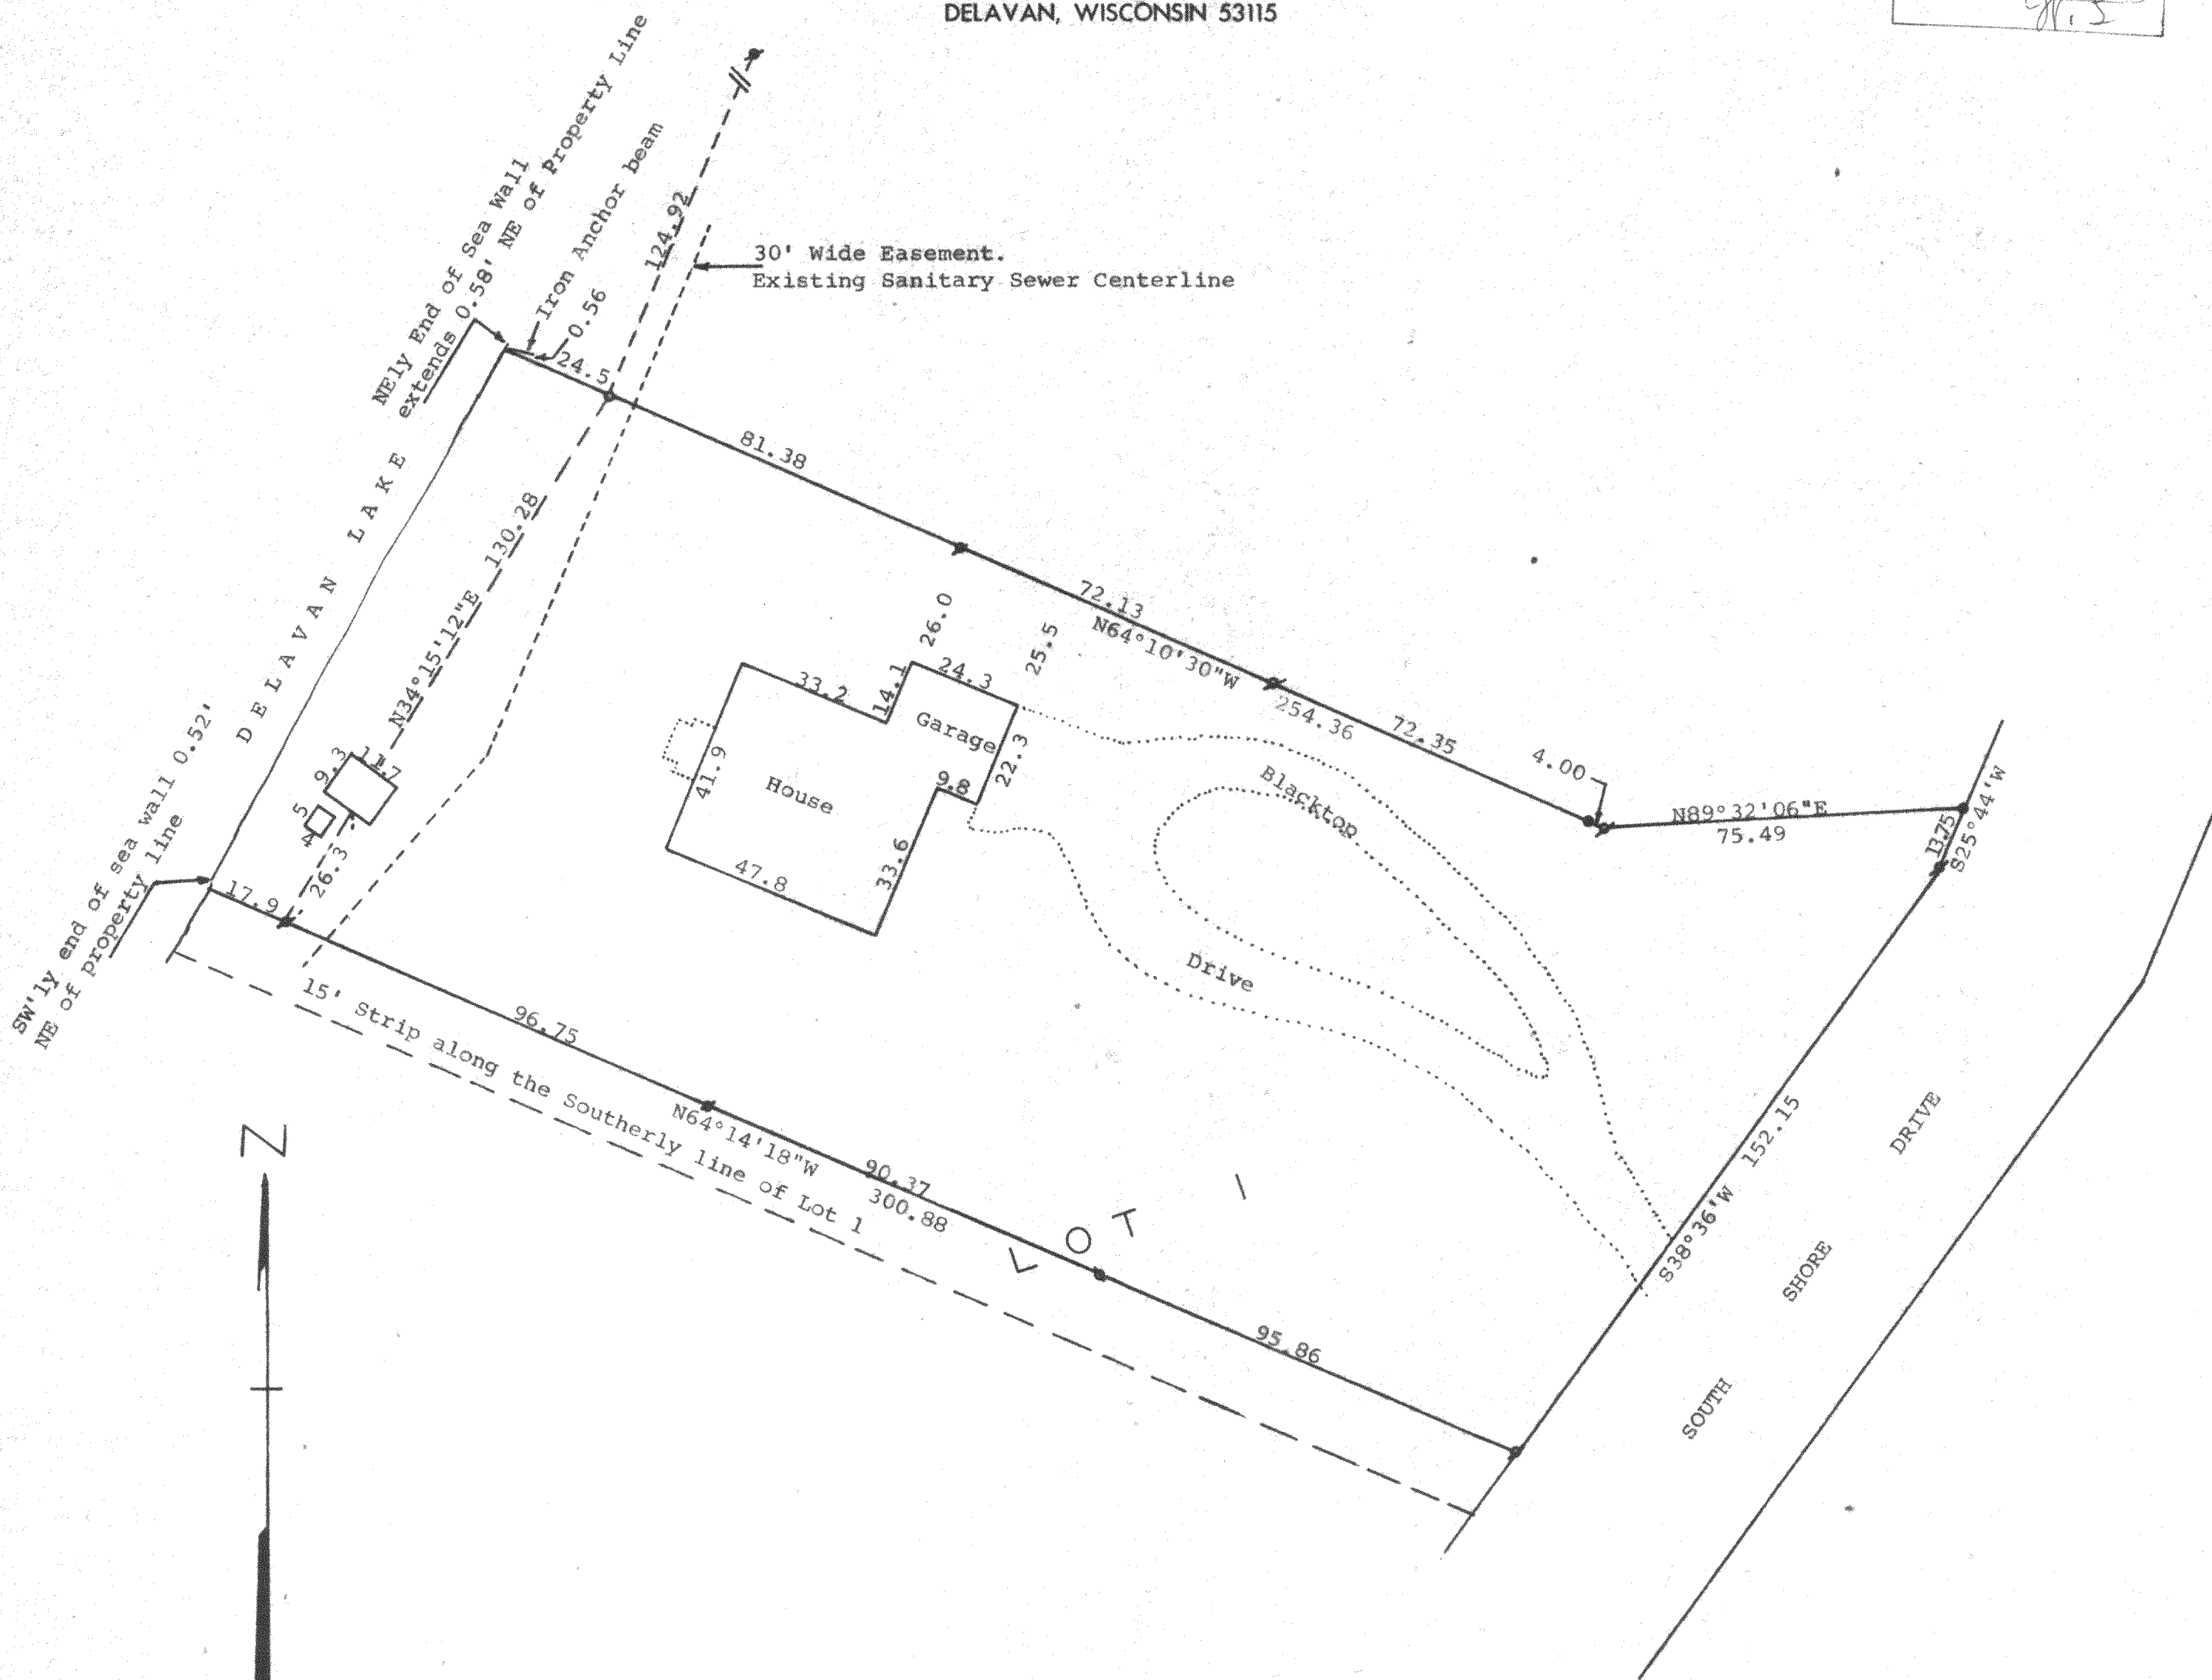 DELAVAN, WISCONSIN 53115
NEly End of Sea Wall
extends 0.58' NE of Property Line
Iron Anchor beam
0.56
124.92
30' Wide Easement.
Existing Sanitary Sewer Centerline
24.5
81.38
72.13
N64°10'30"W
254.36
72.35
4.00
N89°32'06"E
75.49
13.75
S25°44'W
DELAVAN LAKE
N34°15'12"E 130.28
26.0
25.5
33.2
14.1
24.3
Garage
22.3
9.8
House
41.9
47.8
33.6
Blacktop
Drive
9.3
11.7
5
4
26.3
SW'ly end of sea wall 0.52'
NE of property line
17.9
96.75
15' Strip along the Southerly line of Lot 1
N64°14'18"W
90.37
300.88
LOT 1
95.86
S38°36'W 152.15
SOUTH SHORE DRIVE
N